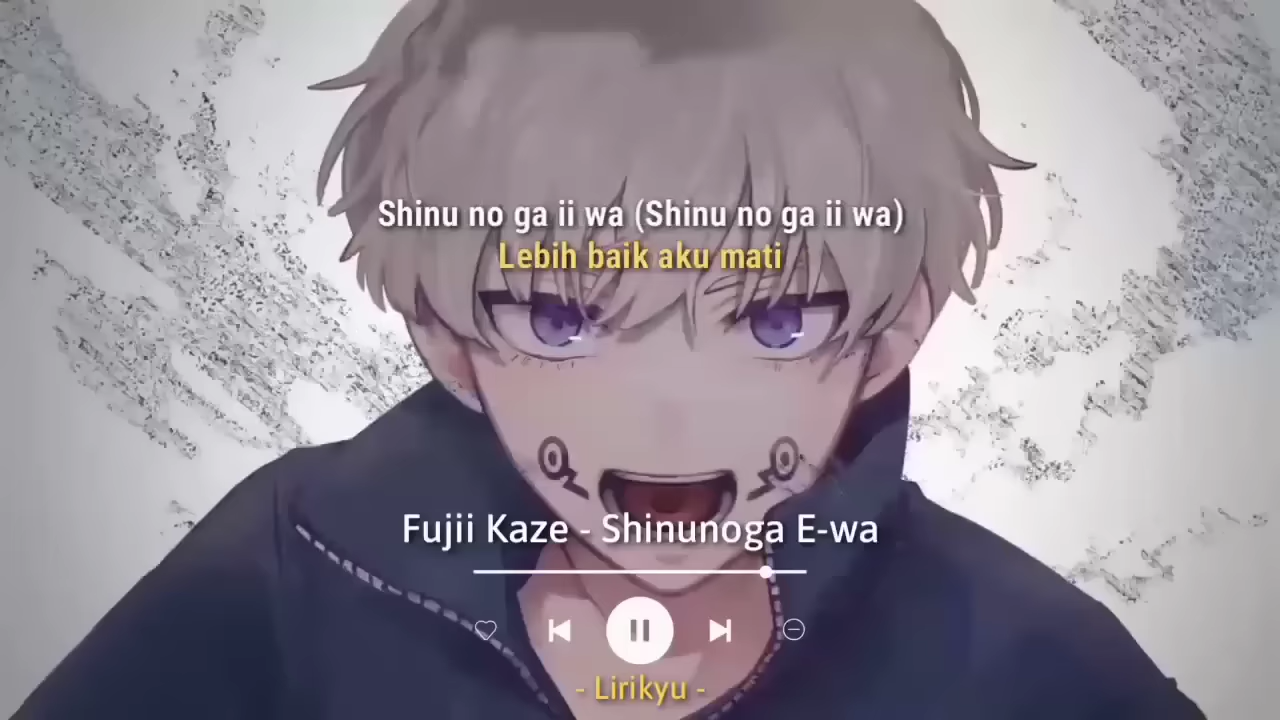 Shinu no ga ii wa (Shinu no ga ii wa)
Lebih baik aku mati
Fujii Kaze - Shinunoga E-wa
- Lirikyu -